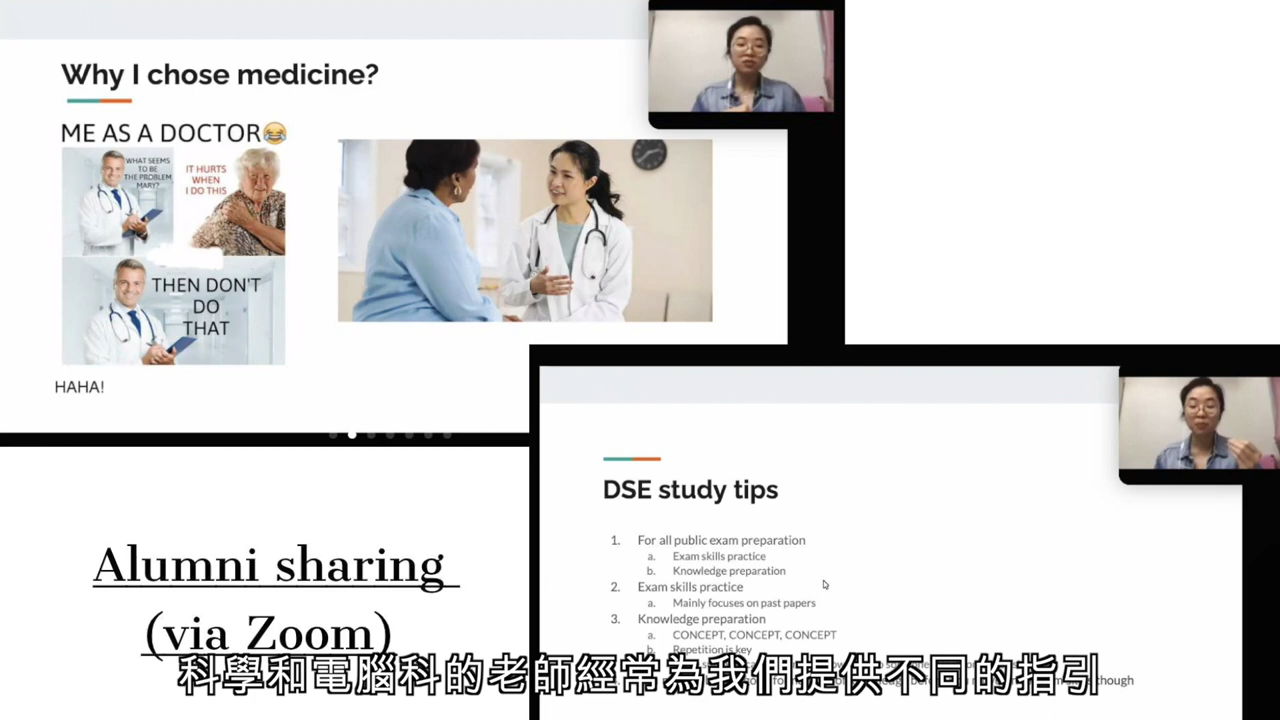 Why I chose medicine?
ME AS A DOCTOR😂
WHAT SEEMS
TO BE
THE PROBLEM
MARY?
IT HURTS
WHEN
I DO THIS
THEN DON'T
DO
THAT
HAHA!
Alumni sharing
(via Zoom)
DSE study tips
1. For all public exam preparation
a. Exam skills practice
b. Knowledge preparation
2. Exam skills practice
a. Mainly focuses on past papers
3. Knowledge preparation
a. CONCEPT, CONCEPT, CONCEPT
b. Repetition is key
though
科學和電腦科的老師經常為我們提供不同的指引